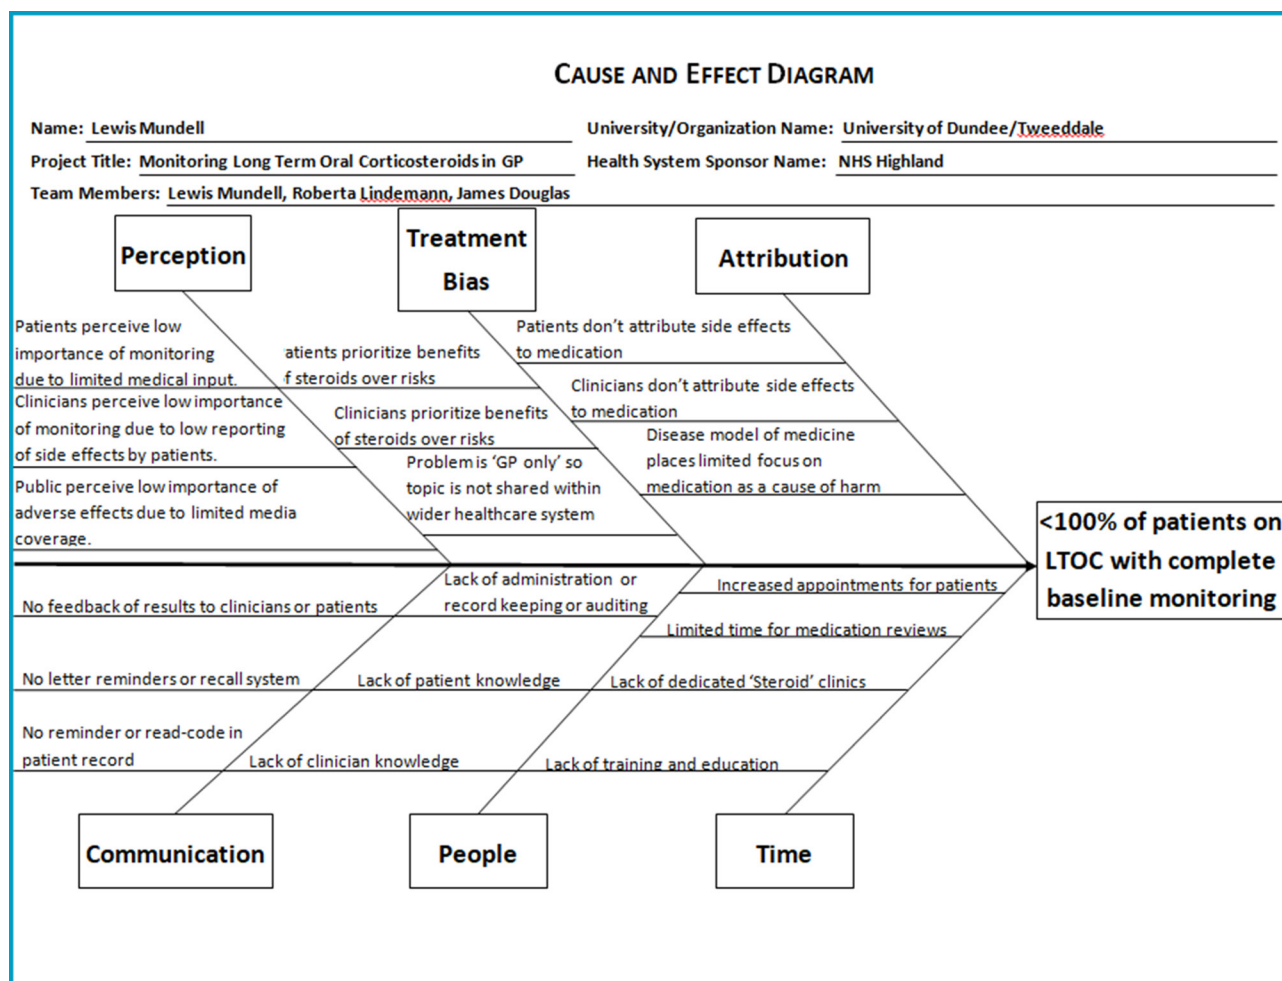 CAUSE AND EFFECT DIAGRAM
Name: Lewis Mundell
University/Organization Name: University of Dundee/Tweeddale
Project Title: Monitoring Long Term Oral Corticosteroids in GP
Health System Sponsor Name: NHS Highland
Team Members: Lewis Mundell, Roberta Lindemann, James Douglas
Perception
Patients perceive low
importance of monitoring
due to limited medical input.
Clinicians perceive low importance
of monitoring due to low reporting
of side effects by patients.
Public perceive low importance of
adverse effects due to limited media
coverage.
Treatment
Bias
atients prioritize benefits
f steroids over risks
Clinicians prioritize benefits
of steroids over risks
Problem is ‘GP only’ so
topic is not shared within
wider healthcare system
Attribution
Patients don’t attribute side effects
to medication
Clinicians don’t attribute side effects
to medication
Disease model of medicine
places limited focus on
medication as a cause of harm
<100% of patients on
LTOC with complete
baseline monitoring
No feedback of results to clinicians or patients
No letter reminders or recall system
No reminder or read-code in
patient record
Communication
Lack of administration or
record keeping or auditing
Lack of patient knowledge
Lack of clinician knowledge
People
Increased appointments for patients
Limited time for medication reviews
Lack of dedicated ‘Steroid’ clinics
Lack of training and education
Time